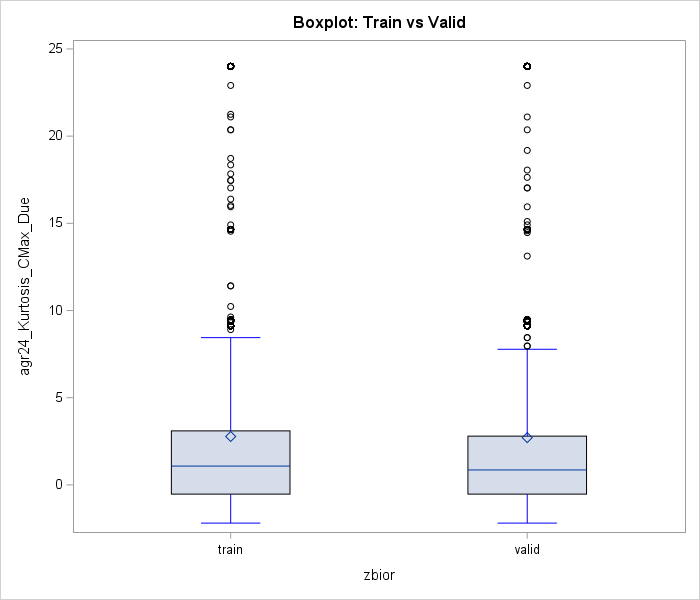 Boxplot: Train vs Valid
25
20
15
10
5
0
agr24_Kurtosis_CMax_Due
train
valid
zbior